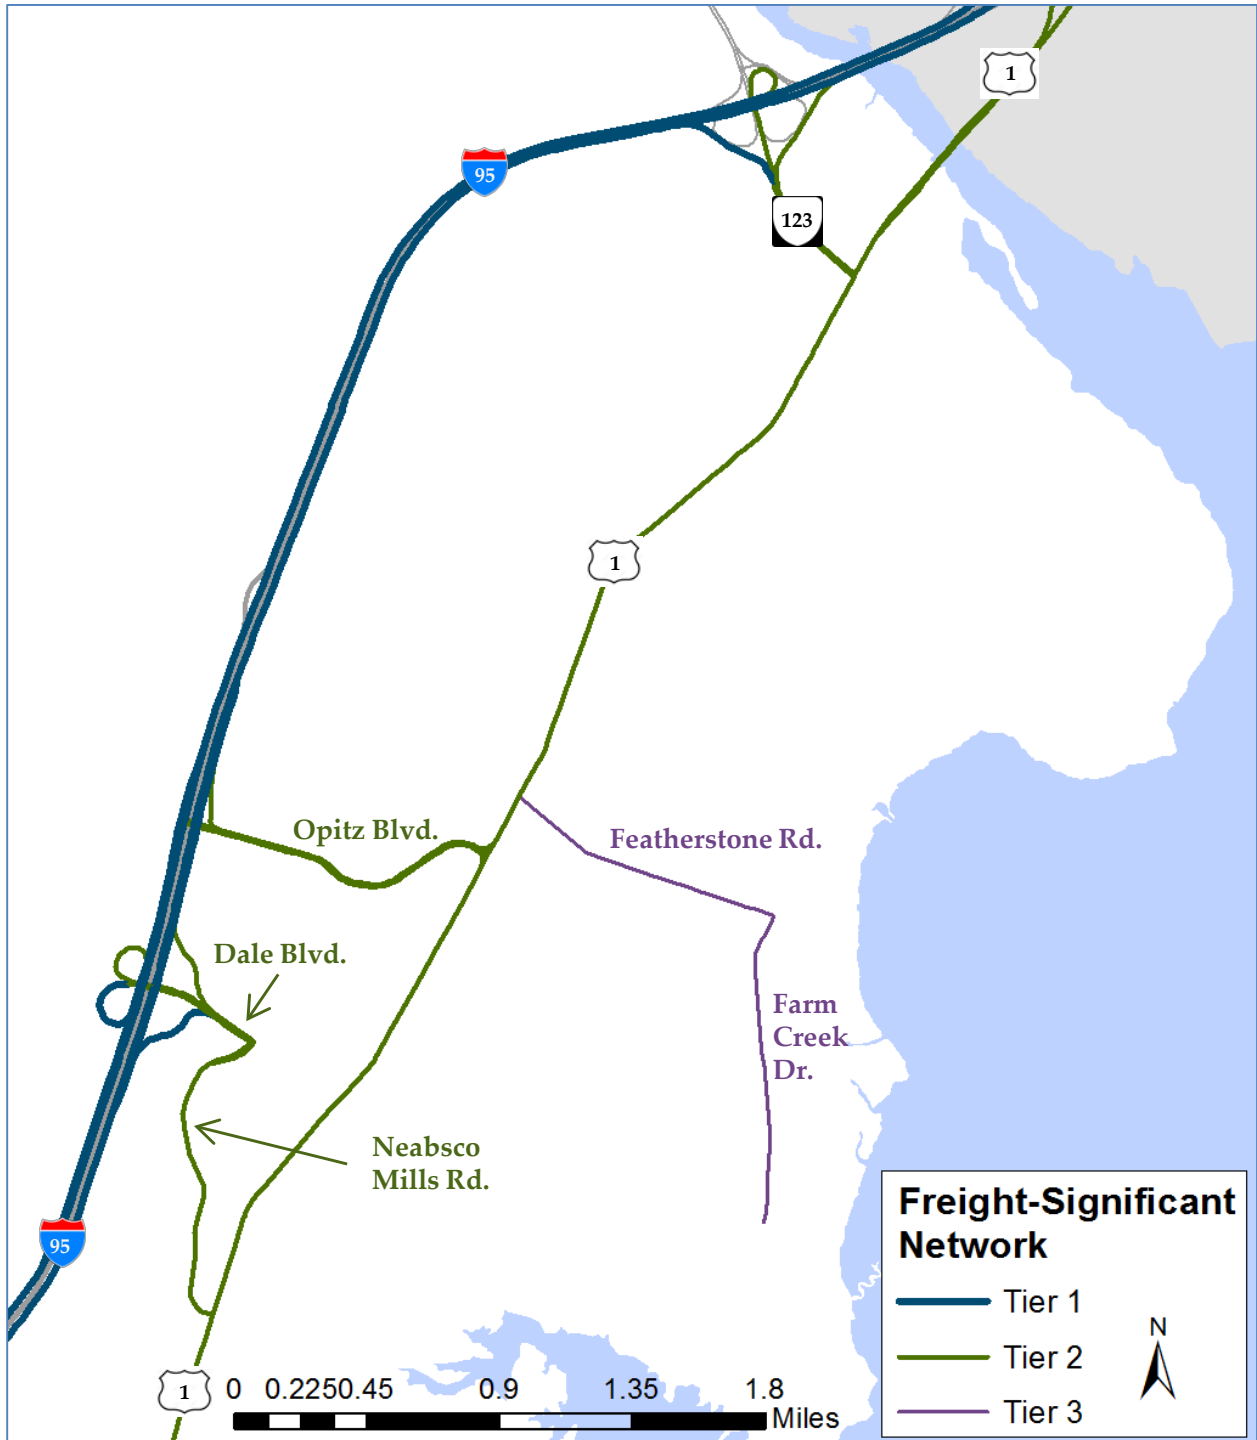 1
95
123
1
Opitz Blvd.
Featherstone Rd.
Dale Blvd.
Farm
Creek
Dr.
Neabsco
Mills Rd.
95
1
Freight-Significant
Network
Tier 1
Tier 2
Tier 3
N
0 0.2250.45 0.9 1.35 1.8
Miles